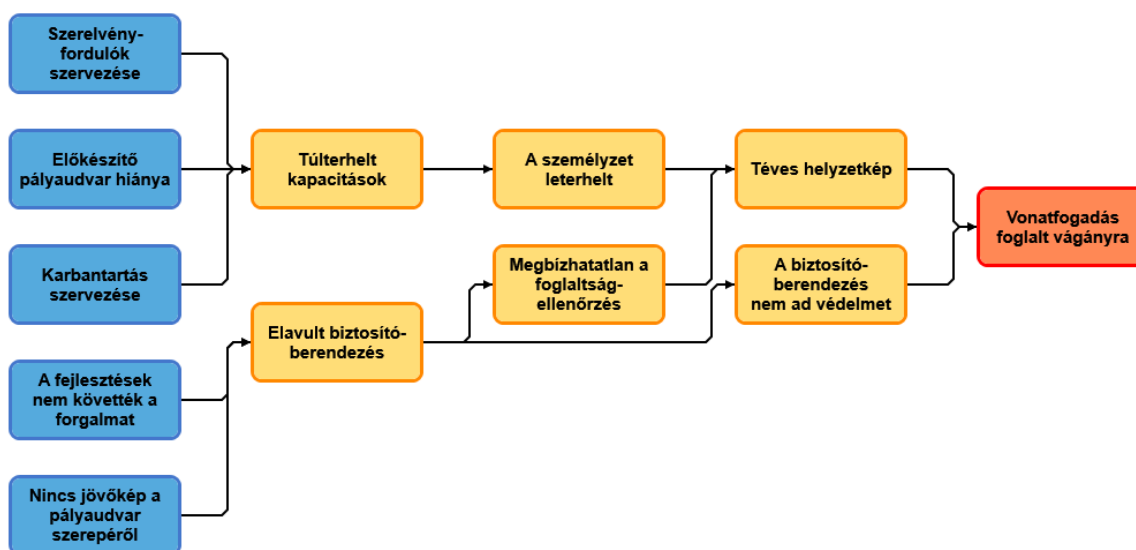 Szerelvény-
fordulók
szervezése
Előkészítő
pályaudvar hiánya
Karbantartás
szervezése
A fejlesztések
nem követték a
forgalmat
Nincs jövőkép a
pályaudvar
szerepéről
Túlterhelt
kapacitások
Elavult biztosító-
berendezés
A személyzet
leterhelt
Megbízhatatlan a
foglaltság-
ellenőrzés
Téves helyzetkép
A biztosító-
berendezés
nem ad védelmet
Vonatfogadás
foglalt vágányra